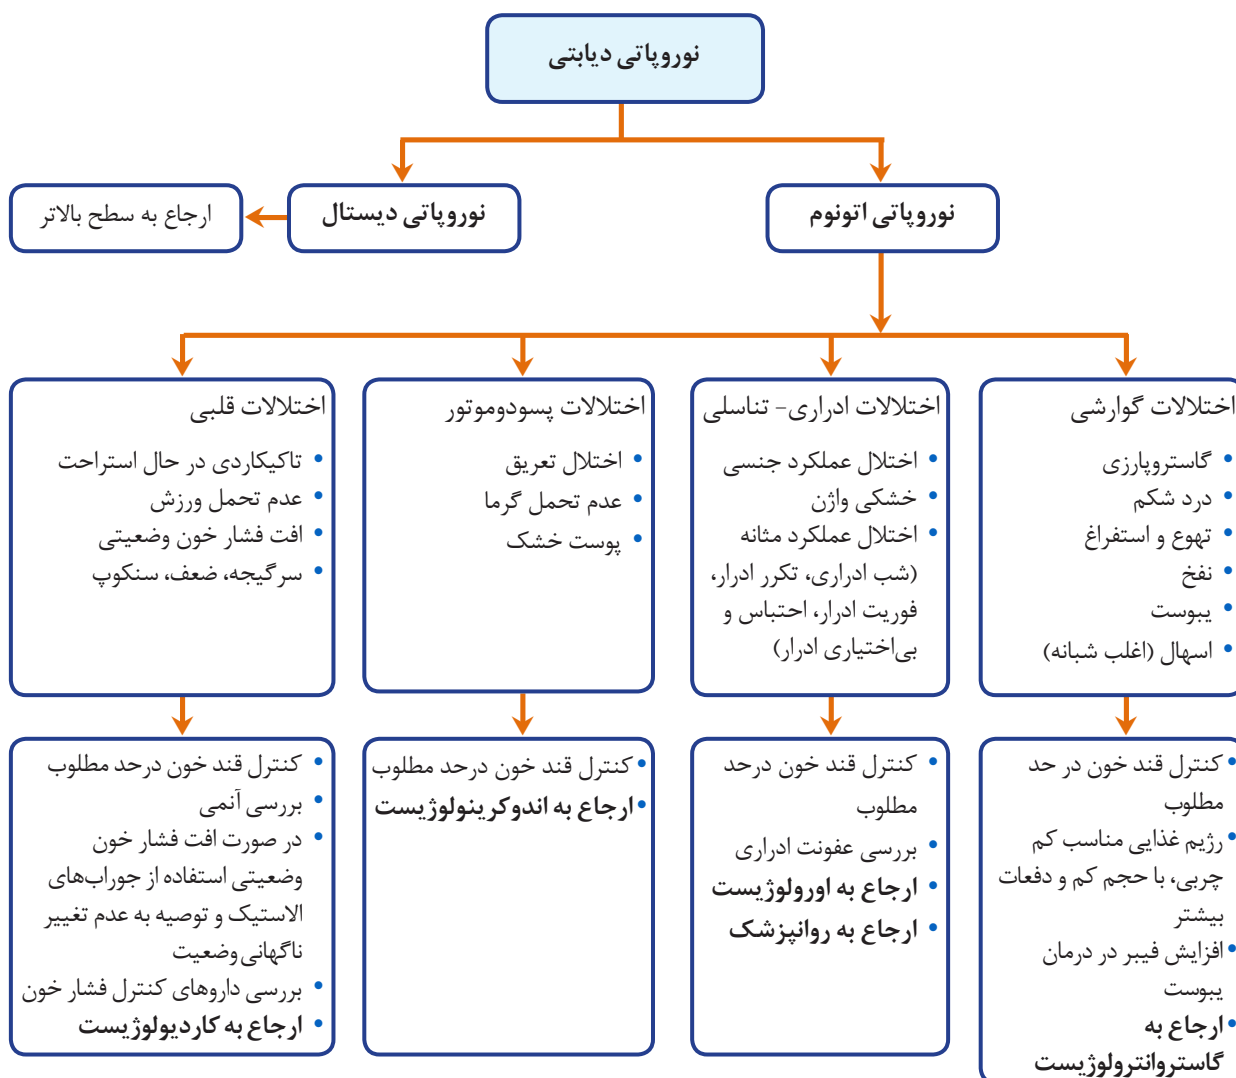 نوروپاتی دیابتی
نوروپاتی اتونوم
نوروپاتی دیستال
ارجاع به سطح بالاتر
اختلالات گوارشی
• گاستروپارزی
• درد شکم
• تهوع و استفراغ
• نفخ
• یبوست
• اسهال (اغلب شبانه)
اختلالات ادراری- تناسلی
• اختلال عملکرد جنسی
• خشکی واژن
• اختلال عملکرد مثانه
(شب ادراری، تکرر ادرار،
فوریت ادرار، احتباس و
بی‌اختیاری ادرار)
اختلالات پسودوموتور
• اختلال تعریق
• عدم تحمل گرما
• پوست خشک
اختلالات قلبی
• تاکیکاردی در حال استراحت
• عدم تحمل ورزش
• افت فشار خون وضعیتی
• سرگیجه، ضعف، سنکوپ
• کنترل قند خون در حد
مطلوب
• رژیم غذایی مناسب کم
چربی، با حجم کم و دفعات
بیشتر
• افزایش فیبر در درمان
یبوست
• ارجاع به
گاستروانترولوژیست
• کنترل قند خون درحد
مطلوب
• بررسی عفونت ادراری
• ارجاع به اورولوژیست
• ارجاع به روانپزشک
• کنترل قند خون درحد مطلوب
• ارجاع به اندوکرینولوژیست
• کنترل قند خون درحد مطلوب
• بررسی آنمی
• در صورت افت فشار خون
وضعیتی استفاده از جوراب‌های
الاستیک و توصیه به عدم تغییر
ناگهانی وضعیت
• بررسی داروهای کنترل فشار خون
• ارجاع به کاردیولوژیست